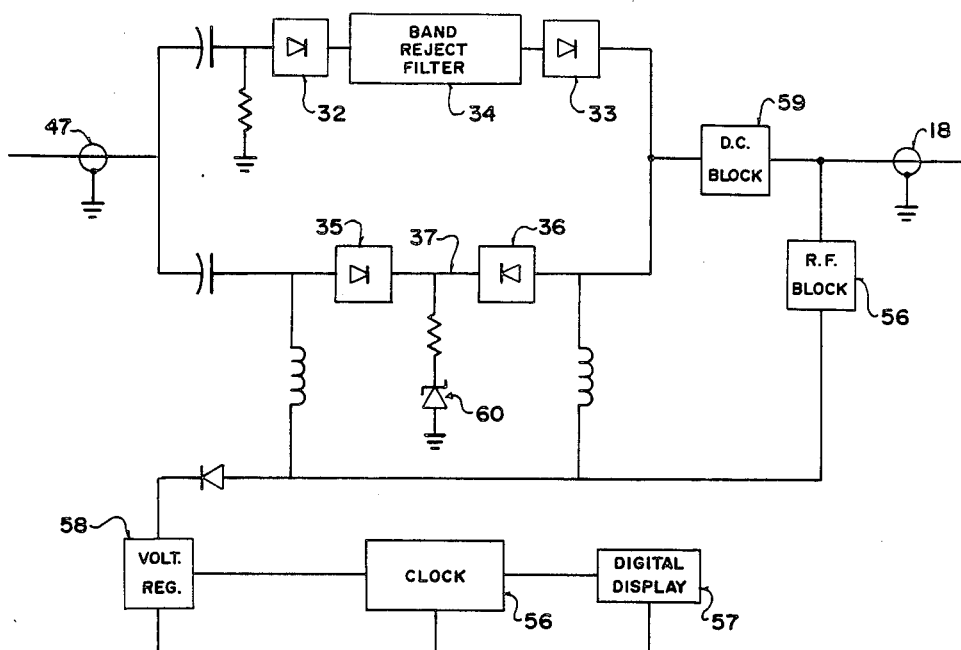 BAND
REJECT
FILTER
32
34
33
59
47
18
D.C.
BLOCK
35
37
36
R.F.
BLOCK
56
60
58
VOLT.
REG.
CLOCK
56
DIGITAL
DISPLAY
57